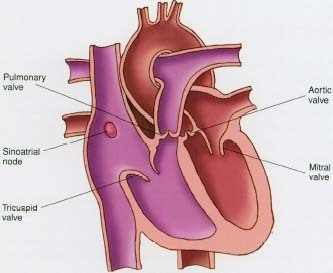 Pulmonary
valve
Sinoatrial
node
Tricuspid
valve
Aortic
valve
Mitral
valve